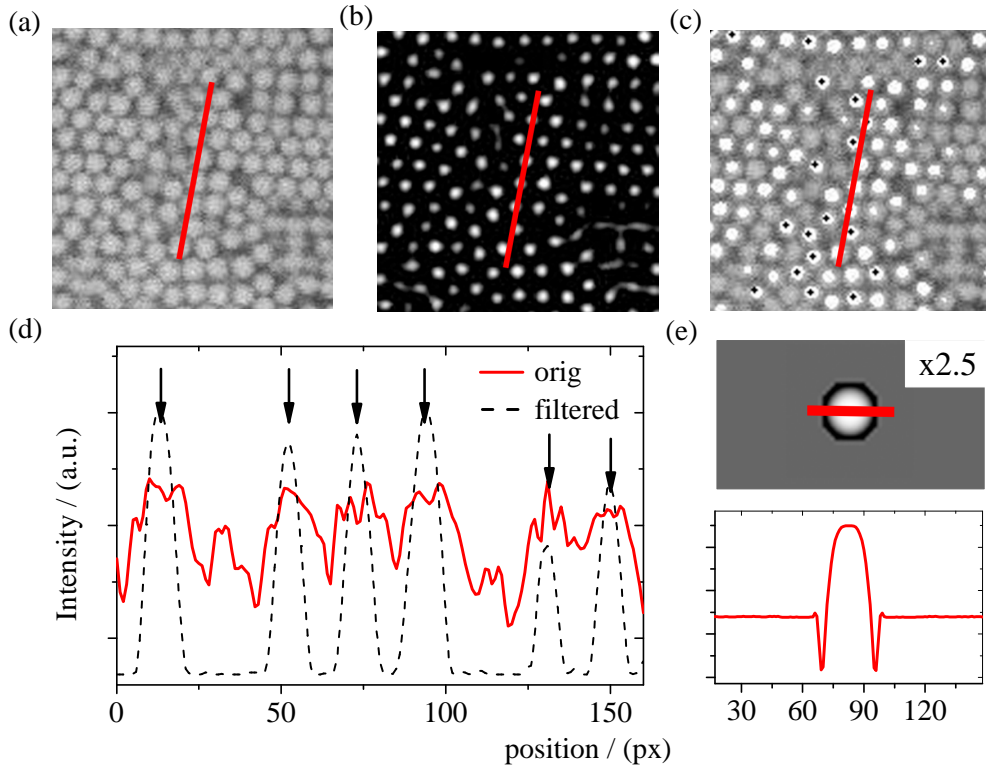 (a)
(b)
(c)
(d)
(e)
orig
filtered
Intensity / (a.u.)
0
50
100
150
position / (px)
x2.5
30
60
90
120